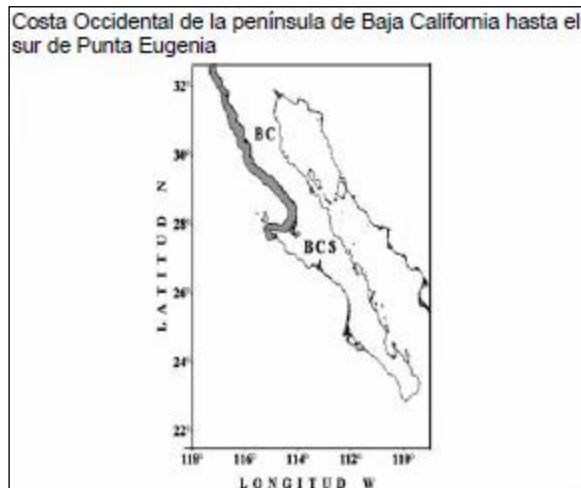 Costa Occidental de la península de Baja California hasta el
sur de Punta Eugenia
32°
BC
30°
28°
BCS
26°
24°
22°
LATITUD N
118° 116° 114° 112° 110°
LONGITUD W